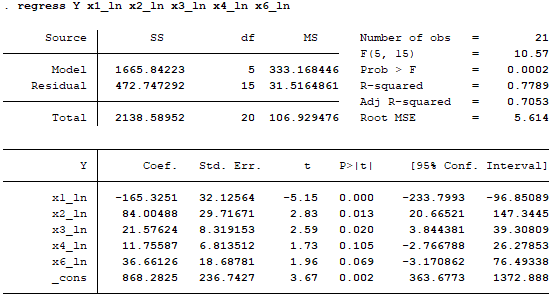 . regress Y x1_ln x2_ln x3_ln x4_ln x6_ln
Source SS df MS Number of obs = 21
F(5, 15) = 10.57
Model 1665.84223 5 333.168446 Prob > F = 0.0002
Residual 472.747292 15 31.5164861 R-squared = 0.7789
Adj R-squared = 0.7053
Total 2138.58952 20 106.929476 Root MSE = 5.614
Y Coef. Std. Err. t P>|t| [95% Conf. Interval]
x1_ln -165.3251 32.12564 -5.15 0.000 -233.7993 -96.85089
x2_ln 84.00488 29.71671 2.83 0.013 20.66521 147.3445
x3_ln 21.57624 8.319153 2.59 0.020 3.844381 39.30809
x4_ln 11.75587 6.813512 1.73 0.105 -2.766788 26.27853
x6_ln 36.66126 18.68781 1.96 0.069 -3.170862 76.49338
_cons 868.2825 236.7427 3.67 0.002 363.6773 1372.888